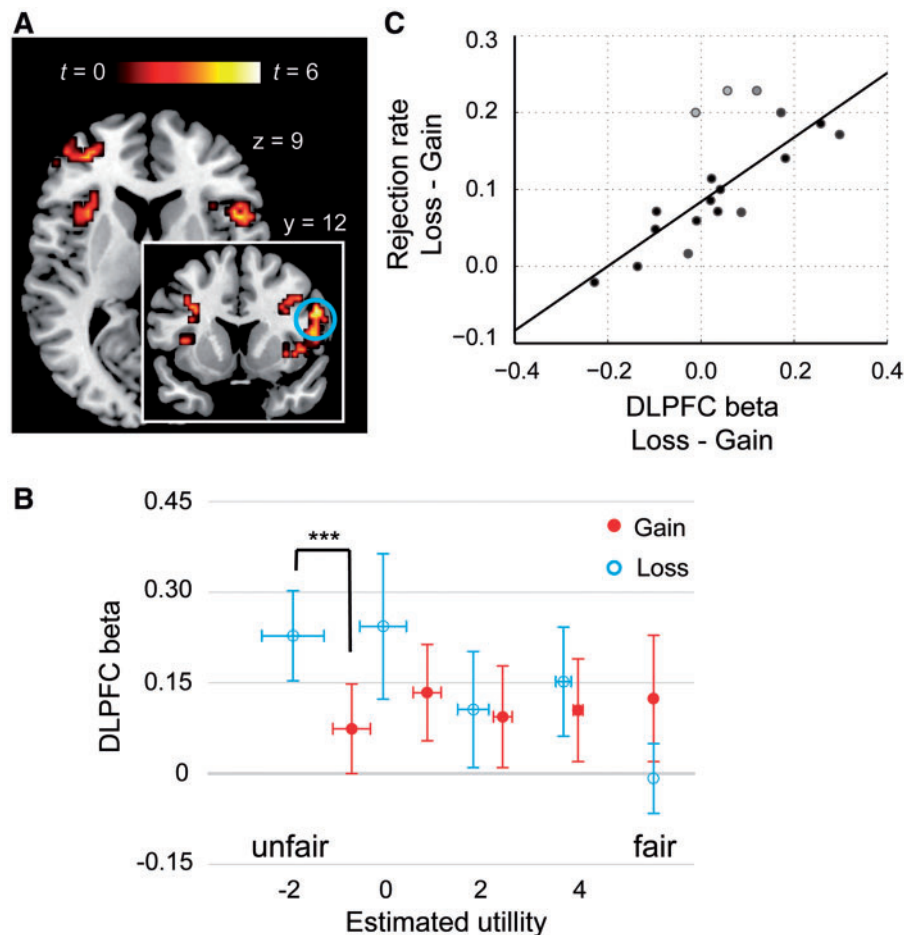 A
t = 0
t = 6
z = 9
y = 12
C
0.3
0.2
0.1
0.0
−0.1
Rejection rate
Loss - Gain
−0.4
−0.2
0.0
0.2
0.4
DLPFC beta
Loss - Gain
B
0.45
0.30
0.15
0
-0.15
DLPFC beta
***
Gain
Loss
unfair
fair
-2
0
2
4
Estimated utillity